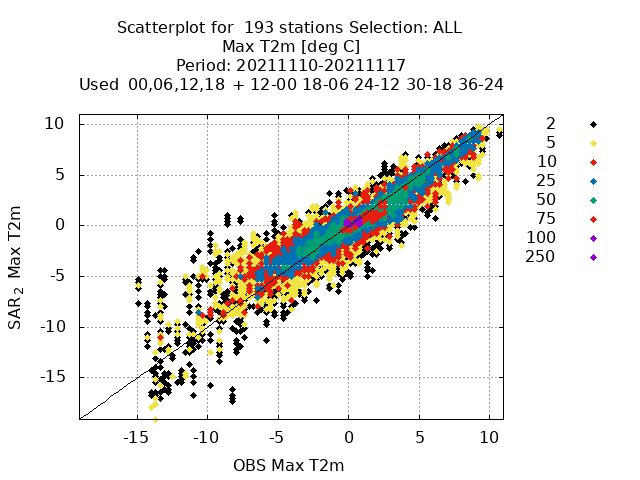 Scatterplot for  193 stations Selection: ALL
Max T2m [deg C]
Period: 20211110-20211117
Used  00,06,12,18  + 12-00 18-06 24-12 30-18 36-24
2
5
10
25
50
75
100
250
10
5
0
-5
-10
-15
SAR2 Max T2m
-15 -10 -5 0 5 10
OBS Max T2m